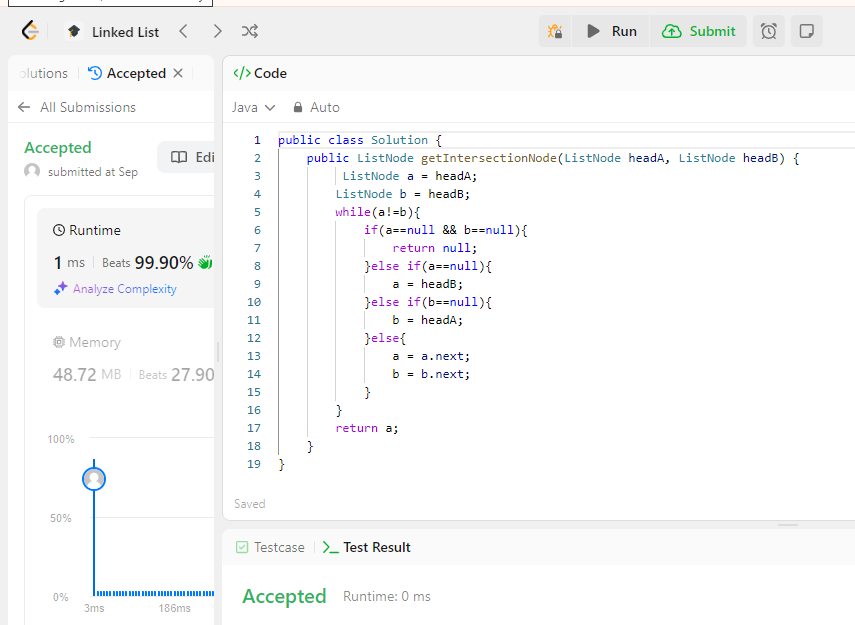 Linked List
Run
Submit
olutions
Accepted
All Submissions
Accepted
submitted at Sep
Edi
Runtime
1 ms
Beats 99.90%
Analyze Complexity
Memory
48.72 MB
Beats 27.90
100%
50%
0%
3ms
186ms
</> Code
Java
Auto
1 public class Solution {
2 public ListNode getIntersectionNode(ListNode headA, ListNode headB) {
3 ListNode a = headA;
4 ListNode b = headB;
5 while(a!=b){
6 if(a==null && b==null){
7 return null;
8 }else if(a==null){
9 a = headB;
10 }else if(b==null){
11 b = headA;
12 }else{
13 a = a.next;
14 b = b.next;
15 }
16 }
17 return a;
18 }
19 }
Saved
Testcase
Test Result
Accepted
Runtime: 0 ms